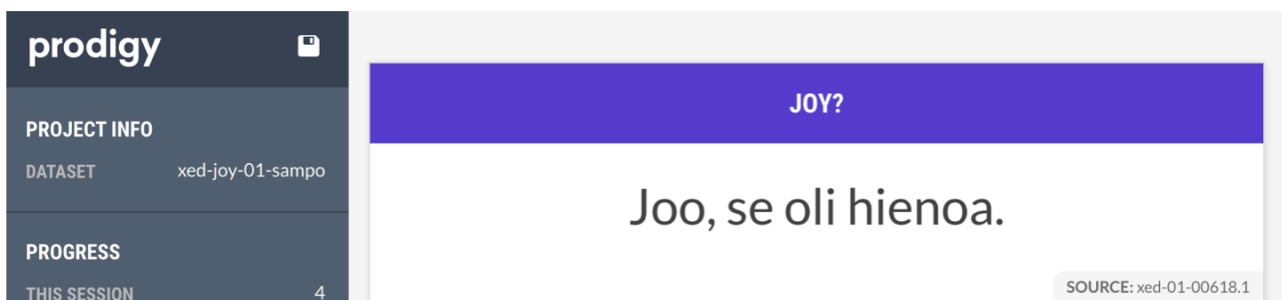 prodigy
PROJECT INFO
DATASET xed-joy-01-sampo
PROGRESS
THIS SESSION 4
JOY?
Joo, se oli hienoa.
SOURCE: xed-01-00618.1